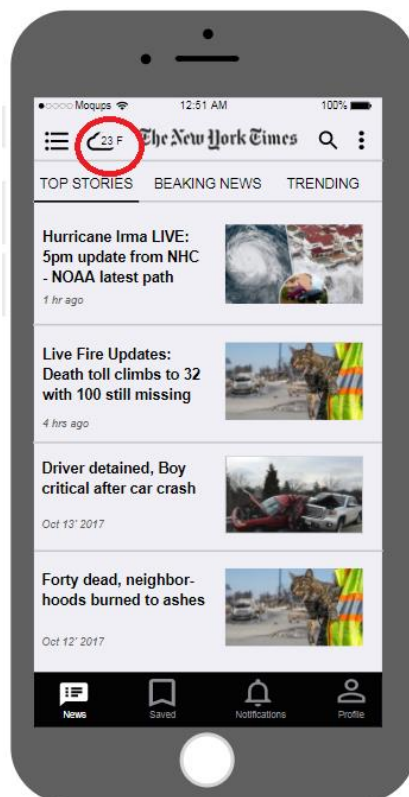 Moqups 12:51 AM 100%
23 F The New York Times
TOP STORIES BEAKING NEWS TRENDING
Hurricane Irma LIVE:
5pm update from NHC
- NOAA latest path
1 hr ago
Live Fire Updates:
Death toll climbs to 32
with 100 still missing
4 hrs ago
Driver detained, Boy
critical after car crash
Oct 13' 2017
Forty dead, neighbor-
hoods burned to ashes
Oct 12' 2017
News Saved Notifications Profile